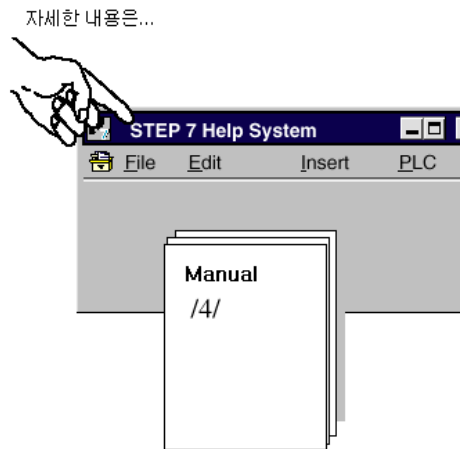 자세한 내용은...
STEP 7 Help System
File Edit Insert PLC
Manual
/4/